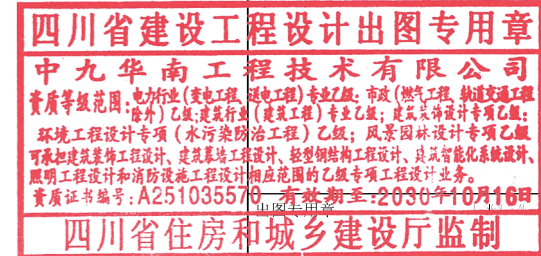 四川省建设工程设计出图专用章
中九华南工程技术有限公司
资质等级范围:电力行业(变电工程、送电工程)专业乙级;市政(燃气工程、轨道交通工程
除外)乙级;建筑行业(建筑工程)专业乙级;建筑装饰设计专项乙级;
环境工程设计专项(水污染防治工程)乙级;风景园林设计专项乙级
可承担建筑装饰工程设计、建筑幕墙工程设计、轻型钢结构工程设计、建筑智能化系统设计、
照明工程设计和消防设施工程设计相应范围的乙级专项工程设计业务。
资质证书编号:A251035570 有效期至:2030年10月16日
出图专用章
四川省住房和城乡建设厅监制